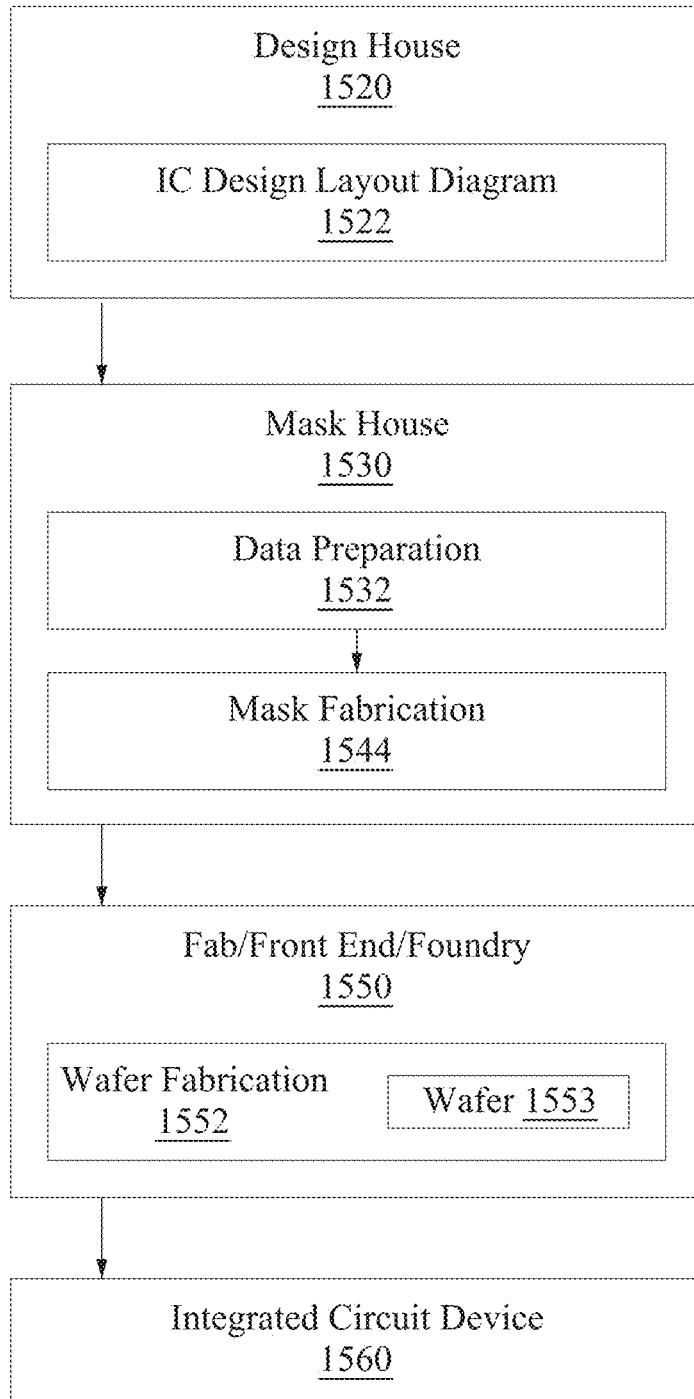 Design House
1520
IC Design Layout Diagram
1522
Mask House
1530
Data Preparation
1532
Mask Fabrication
1544
Fab/Front End/Foundry
1550
Wafer Fabrication
1552
Wafer 1553
Integrated Circuit Device
1560